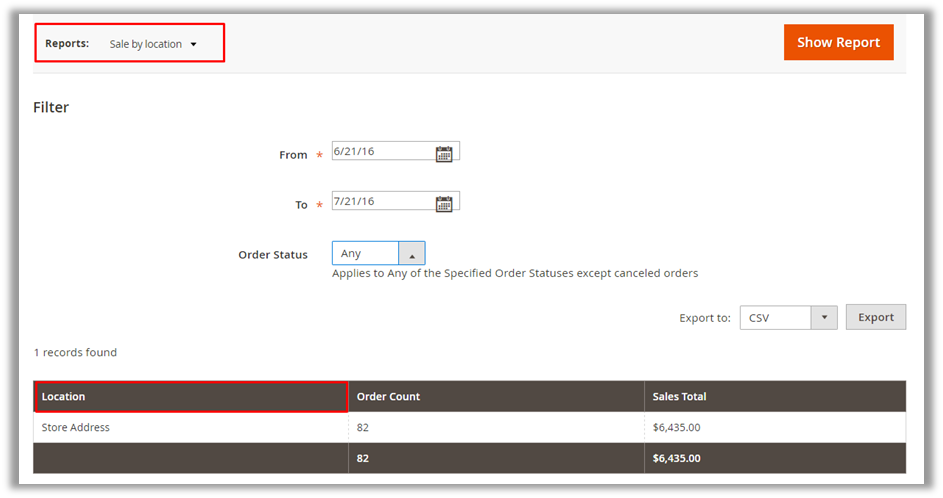 Reports: Sale by location Show Report
Filter
From * 6/21/16
To * 7/21/16
Order Status Any
Applies to Any of the Specified Order Statuses except canceled orders
Export to: CSV Export
1 records found
Location Order Count Sales Total
Store Address 82 $6,435.00
82 $6,435.00